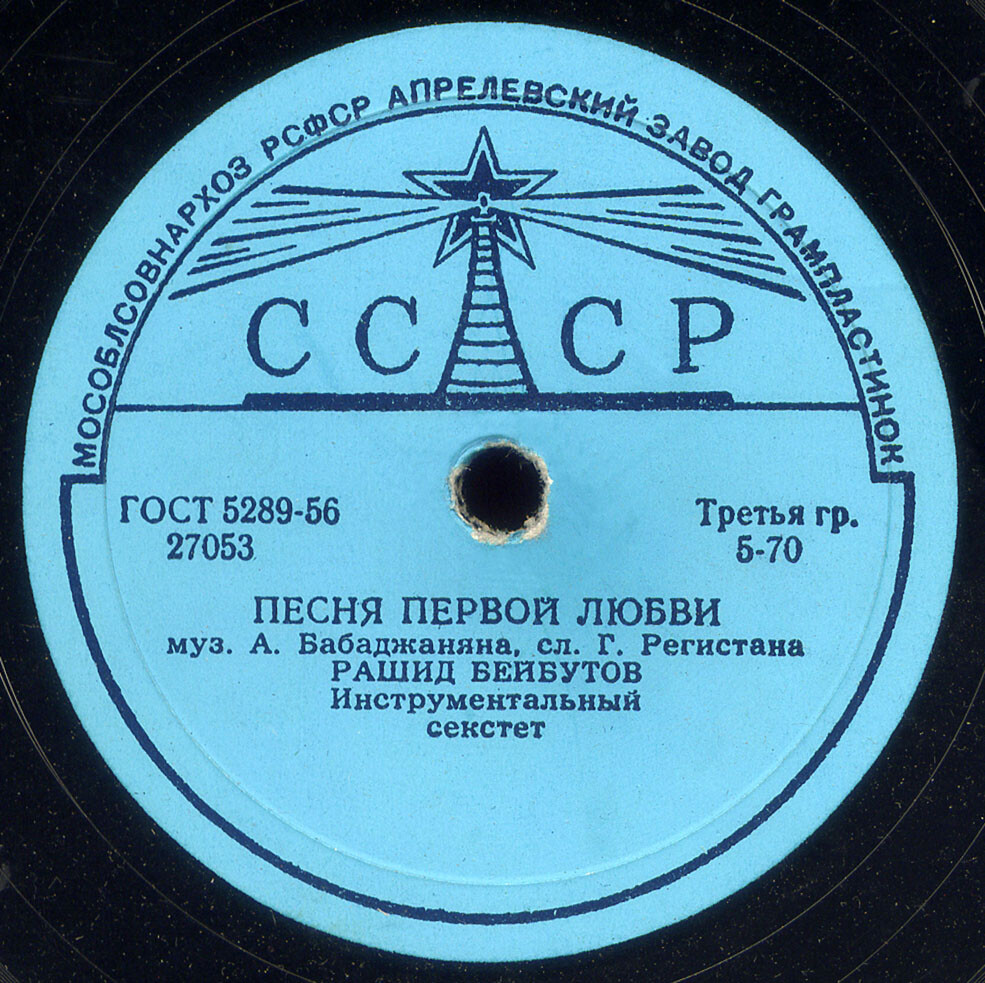 МОСОБЛСОВНАРХОЗ РСФСР АПРЕЛЕВСКИЙ ЗАВОД ГРАМПЛАСТИНОК
СССР
ГОСТ 5289-56
27053
Третья гр.
5-70
ПЕСНЯ ПЕРВОЙ ЛЮБВИ
муз. А. Бабаджаняна, сл. Г. Регистана
РАШИД БЕЙБУТОВ
Инструментальный
секстет